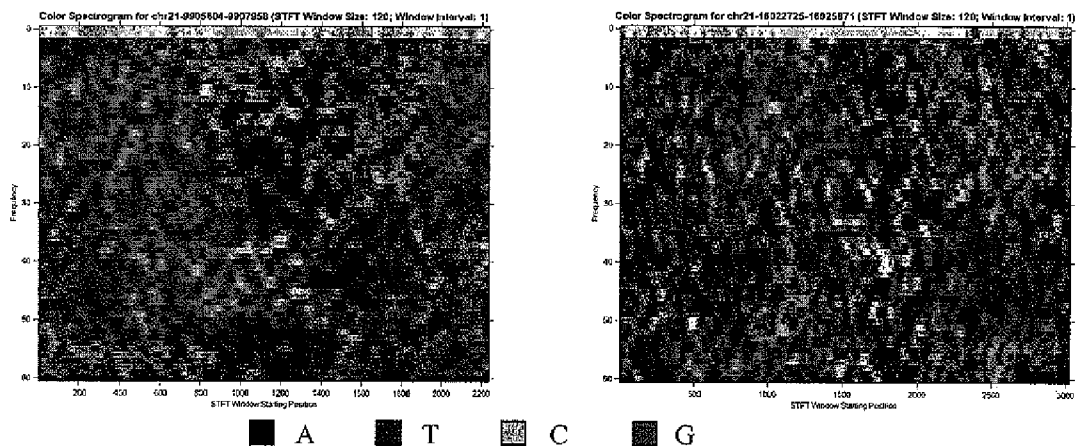 Color Spectrogram for chr21-9905604-9907858 (STFT Window Size: 120; Window Interval: 1)
0
10
20
30
40
50
60
Frequency
200 400 600 800 1000 1200 1400 1600 1800 2000 2200
STFT Window Starting Position
Color Spectrogram for chr21-16022725-16025871 (STFT Window Size: 120; Window Interval: 1)
0
10
20
30
40
50
60
Frequency
500 1000 1500 2000 2500 3000
STFT Window Starting Position
A T C G